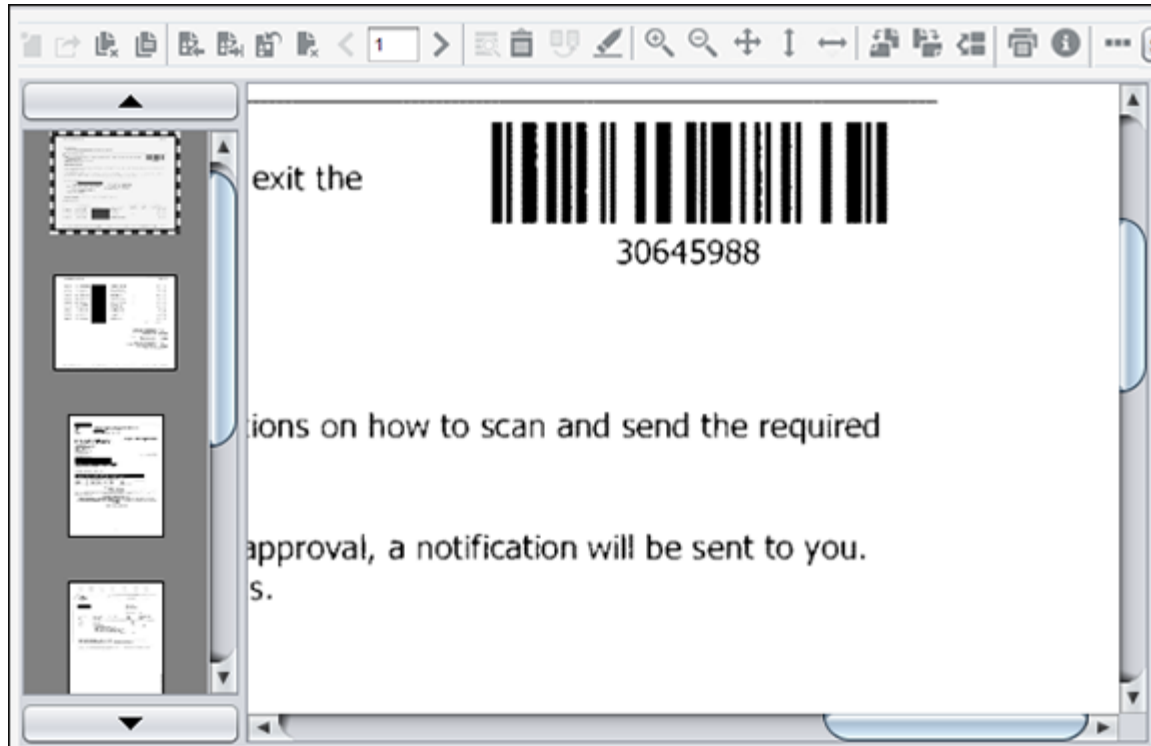 1
exit the
30645988
tions on how to scan and send the required
approval, a notification will be sent to you.
s.